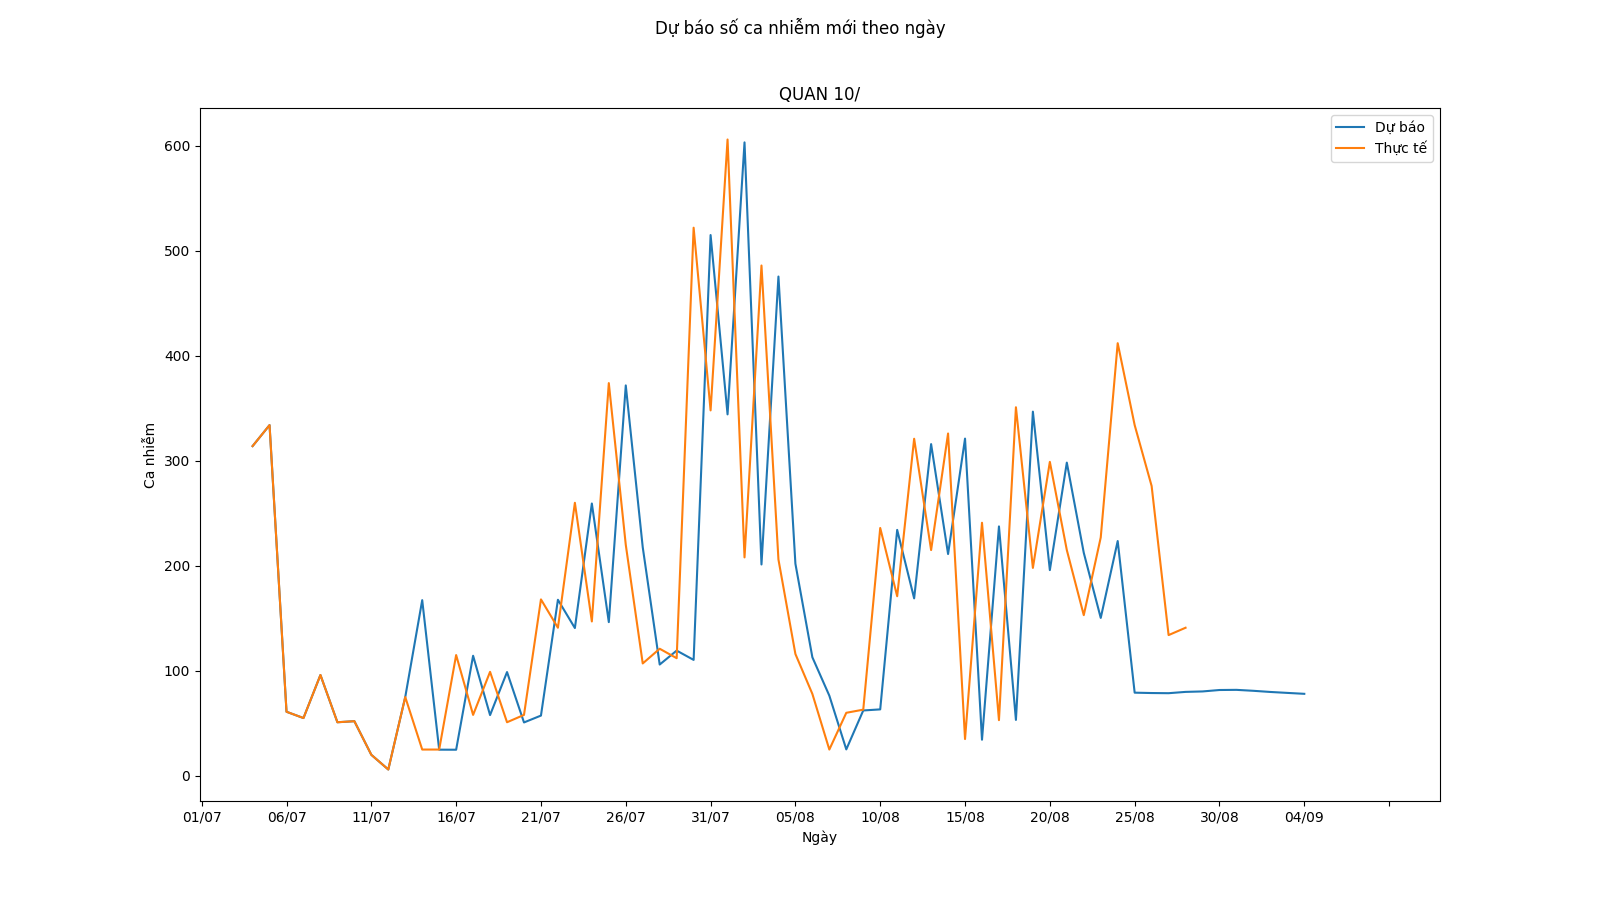 Dự báo số ca nhiễm mới theo ngày
QUAN 10/
Dự báo
Thực tế
600
500
400
300
200
100
0
Ca nhiễm
01/07 06/07 11/07 16/07 21/07 26/07 31/07 05/08 10/08 15/08 20/08 25/08 30/08 04/09
Ngày